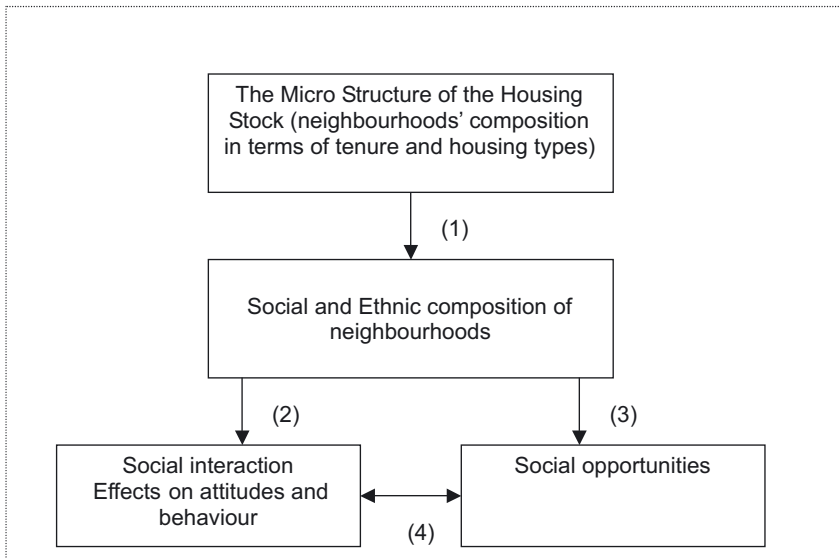 The Micro Structure of the Housing
Stock (neighbourhoods’ composition
in terms of tenure and housing types)
(1)
Social and Ethnic composition of
neighbourhoods
(2)
(3)
Social interaction
Effects on attitudes and
behaviour
Social opportunities
(4)